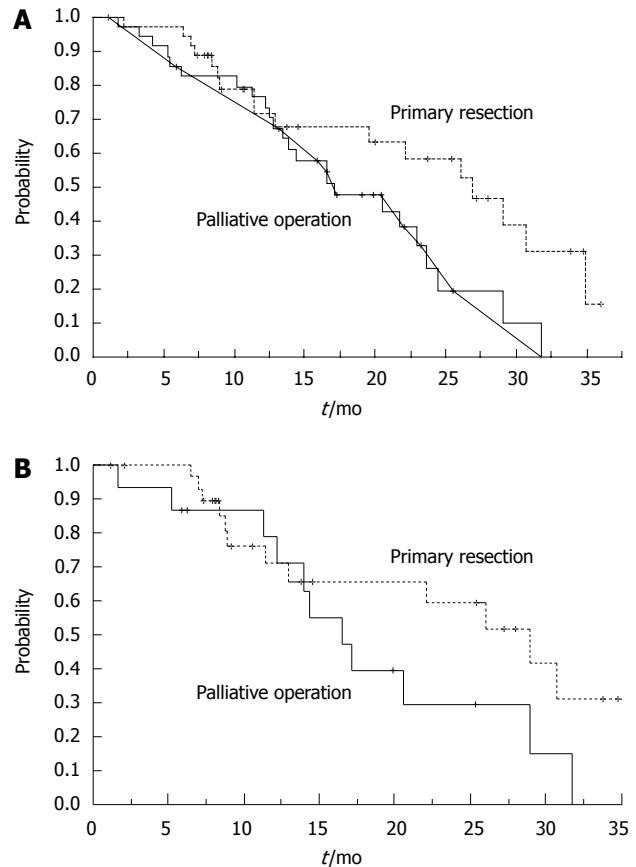 A
1.0
0.9
0.8
0.7
0.6
0.5
0.4
0.3
0.2
0.1
0.0
Probability
Primary resection
Palliative operation
0 5 10 15 20 25 30 35
t/mo
B
1.0
0.9
0.8
0.7
0.6
0.5
0.4
0.3
0.2
0.1
0.0
Probability
Primary resection
Palliative operation
0 5 10 15 20 25 30 35
t/mo